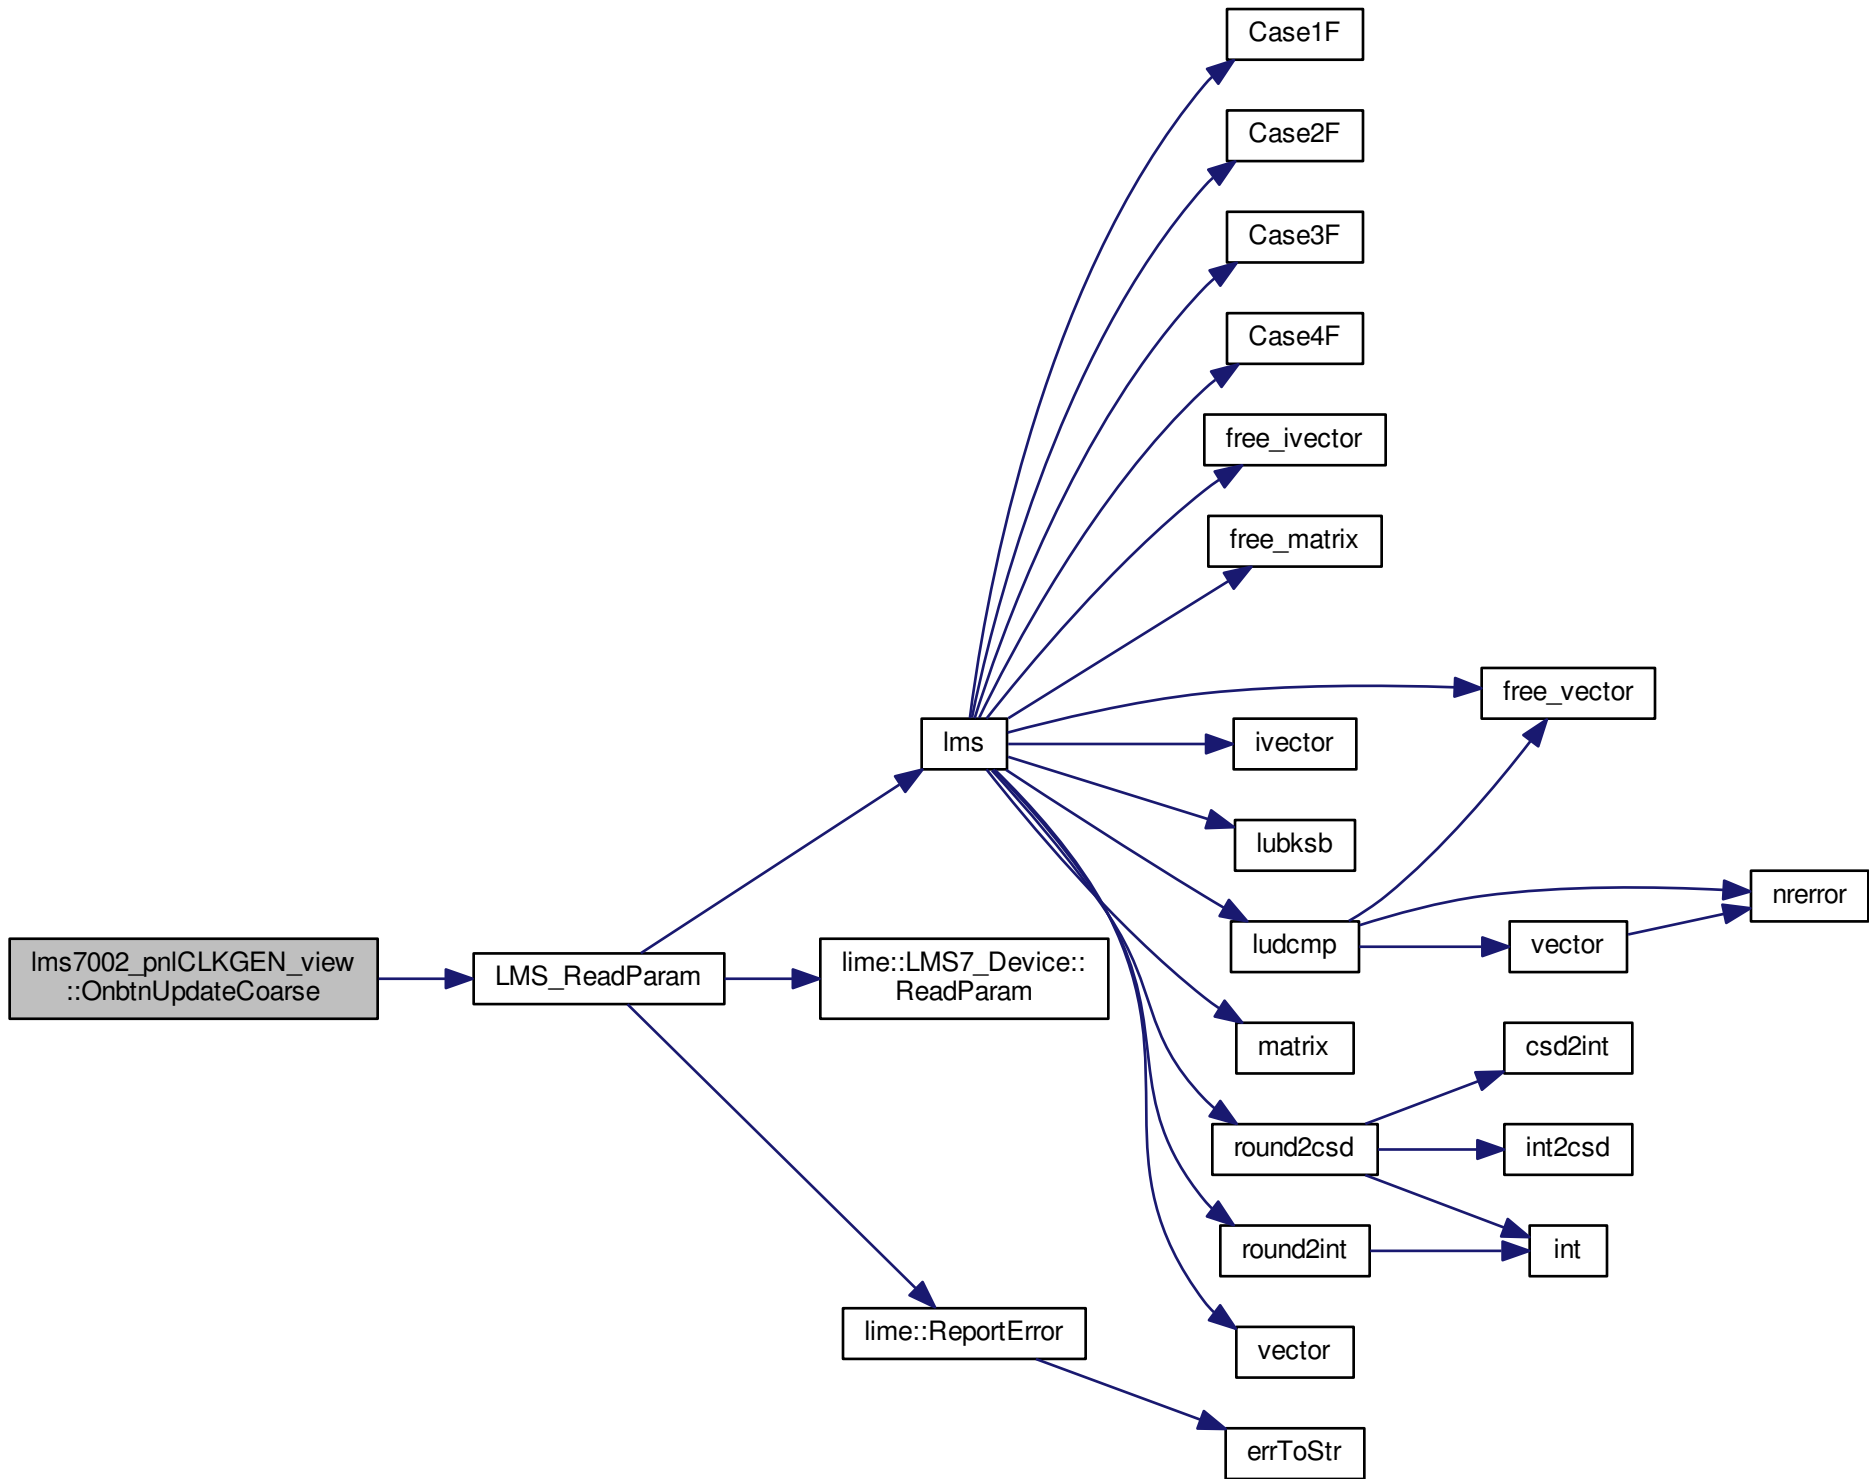 Case1F
Case2F
Case3F
Case4F
free_ivector
free_matrix
free_vector
lms
ivector
lubksb
nrerror
ludcmp
vector
lms7002_pnlCLKGEN_view
::OnbtnUpdateCoarse
LMS_ReadParam
lime::LMS7_Device::
ReadParam
matrix
csd2int
round2csd
int2csd
round2int
int
lime::ReportError
vector
errToStr